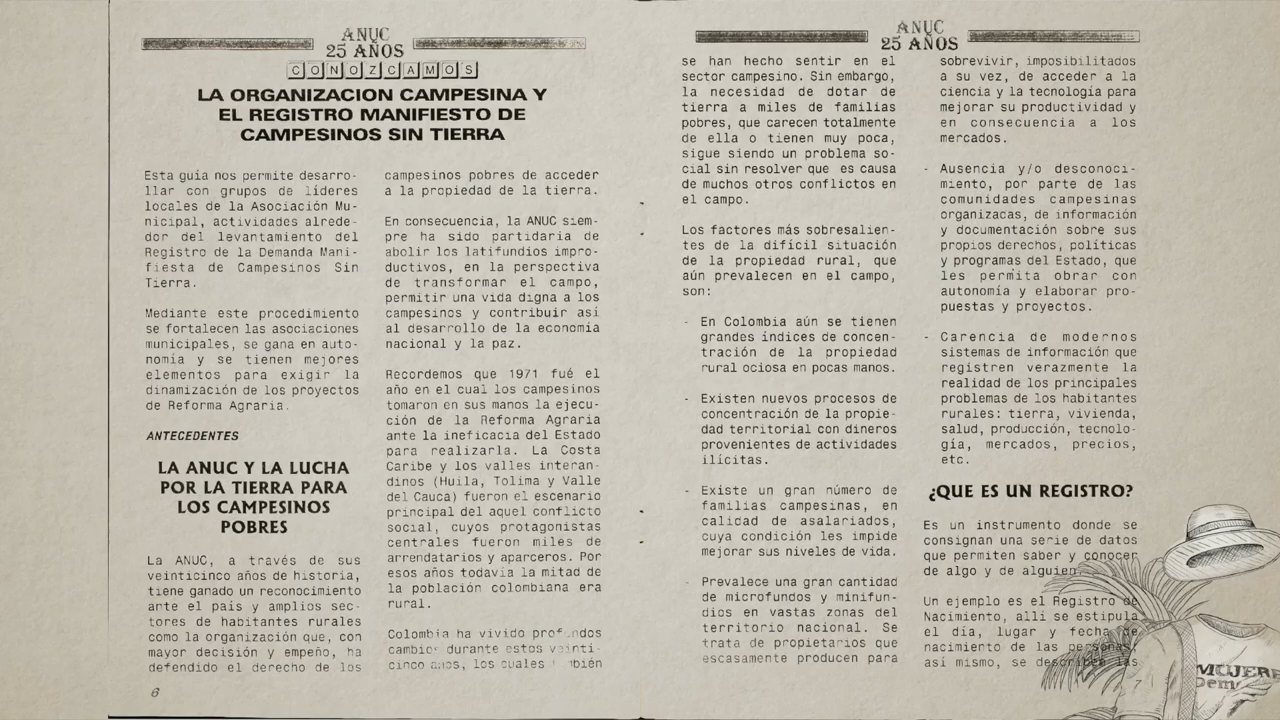 ANUC
25 AÑOS
CONOZCAMOS
LA ORGANIZACION CAMPESINA Y
EL REGISTRO MANIFIESTO DE
CAMPESINOS SIN TIERRA
Esta guía nos permite desarro-
llar con grupos de líderes
locales de la Asociación Mu-
nicipal, actividades alrede-
dor del levantamiento del
Registro de la Demanda Mani-
fiesta de Campesinos Sin
Tierra.
Mediante este procedimiento
se fortalecen las asociaciones
municipales, se gana en auto-
nomía y se tienen mejores
elementos para exigir la
dinamización de los proyectos
de Reforma Agraria.
ANTECEDENTES
LA ANUC Y LA LUCHA
POR LA TIERRA PARA
LOS CAMPESINOS
POBRES
La ANUC, a través de sus
veinticinco años de historia,
tiene ganado un reconocimiento
ante el país y amplios sec-
tores de habitantes rurales
como la organización que, con
mayor decisión y empeño, ha
defendido el derecho de los
6
campesinos pobres de acceder
a la propiedad de la tierra.
En consecuencia, la ANUC siem-
pre ha sido partidaria de
abolir los latifundios impro-
ductivos, en la perspectiva
de transformar el campo,
permitir una vida digna a los
campesinos y contribuir así
al desarrollo de la economía
nacional y la paz.
Recordemos que 1971 fué el
año en el cual los campesinos
tomaron en sus manos la ejecu-
ción de la Reforma Agraria
ante la ineficacia del Estado
para realizarla. La Costa
Caribe y los valles interan-
dinos (Huila, Tolima y Valle
del Cauca) fueron el escenario
principal del aquel conflicto
social, cuyos protagonistas
centrales fueron miles de
arrendatarios y aparceros. Por
esos años todavía la mitad de
la población colombiana era
rural.
Colombia ha vivido profundos
cambios durante estos veinti-
cinco años, los cuales también
ANUC
25 AÑOS
se han hecho sentir en el
sector campesino. Sin embargo,
la necesidad de dotar de
tierra a miles de familias
pobres, que carecen totalmente
de ella o tienen muy poca,
sigue siendo un problema so-
cial sin resolver que es causa
de muchos otros conflictos en
el campo.
Los factores más sobresalien-
tes de la difícil situación
de la propiedad rural, que
aún prevalecen en el campo,
son:
- En Colombia aún se tienen
grandes índices de concen-
tración de la propiedad
rural ociosa en pocas manos.
- Existen nuevos procesos de
concentración de la propie-
dad territorial con dineros
provenientes de actividades
ilícitas.
- Existe un gran número de
familias campesinas, en
calidad de asalariados,
cuya condición les impide
mejorar sus niveles de vida.
- Prevalece una gran cantidad
de microfundos y minifun-
dios en vastas zonas del
territorio nacional. Se
trata de propietarios que
escasamente producen para
sobrevivir, imposibilitados
a su vez, de acceder a la
ciencia y la tecnología para
mejorar su productividad y
en consecuencia a los
mercados.
- Ausencia y/o desconoci-
miento, por parte de las
comunidades campesinas
organizacas, de información
y documentación sobre sus
propios derechos, políticas
y programas del Estado, que
les permita obrar con
autonomía y elaborar pro-
puestas y proyectos.
- Carencia de modernos
sistemas de información que
registren verazmente la
realidad de los principales
problemas de los habitantes
rurales: tierra, vivienda,
salud, producción, tecnolo-
gía, mercados, precios,
etc.
¿QUE ES UN REGISTRO?
Es un instrumento donde se
consignan una serie de datos
que permiten saber y conocer
de algo y de alguien.
Un ejemplo es el Registro de
Nacimiento, allí se estipula
el día, lugar y fecha de
nacimiento de las personas,
así mismo, se describen las
MUJERE
Dem